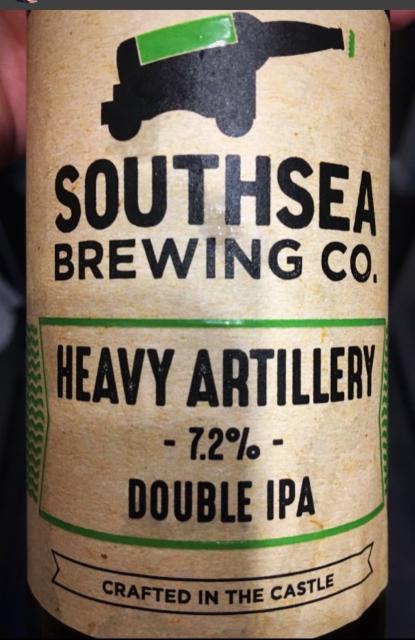 SOUTHSEA
BREWING CO.
HEAVY ARTILLERY
- 7.2% -
DOUBLE IPA
CRAFTED IN THE CASTLE